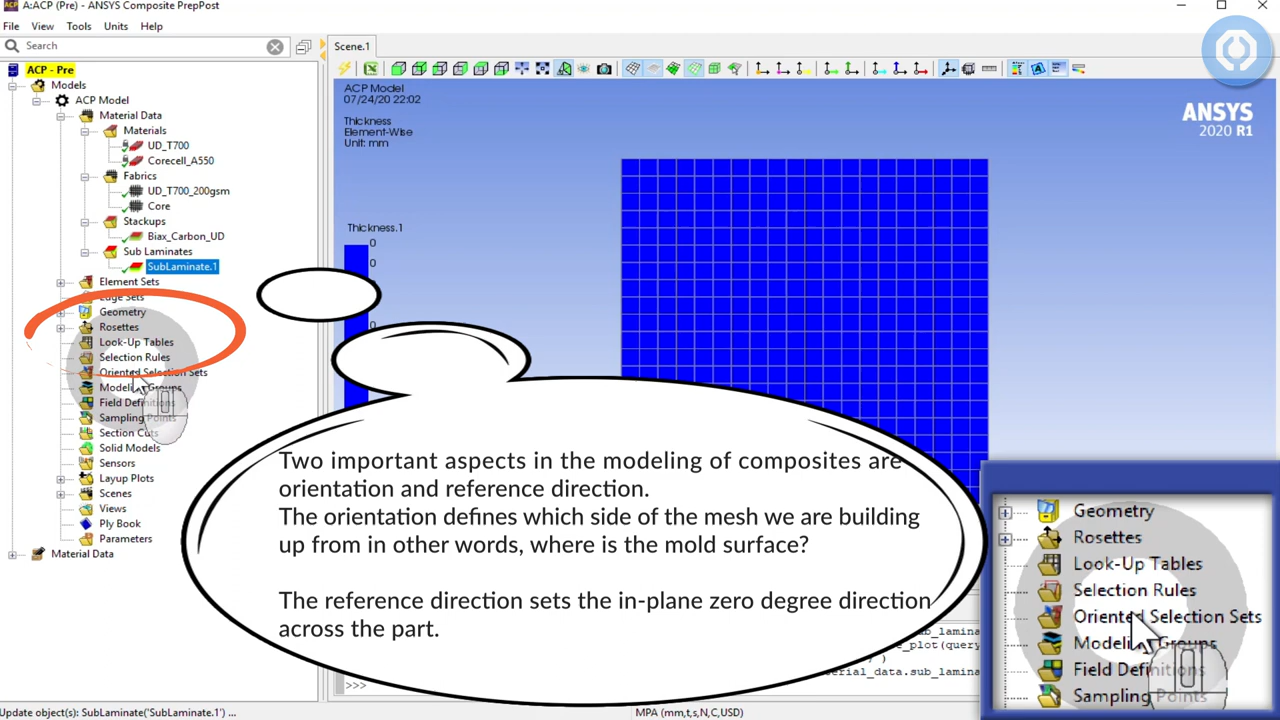 A:ACP (Pre) - ANSYS Composite PrepPost
File View Tools Units Help
Search
Scene.1
ACP - Pre
Models
ACP Model
Material Data
Materials
UD_T700
Corecell_A550
Fabrics
UD_T700_200gsm
Core
Stackups
Biax_Carbon_UD
Sub Laminates
SubLaminate.1
Element Sets
Edge Sets
Geometry
Rosettes
Look-Up Tables
Selection Rules
Oriented Selection Sets
Modeling Groups
Field Definitions
Sampling Points
Section Cuts
Solid Models
Sensors
Layup Plots
Scenes
Views
Ply Book
Parameters
Material Data
ACP Model
07/24/20 22:02
Thickness
Element-Wise
Unit: mm
Thickness.1
0
0
0
0
ANSYS
2020 R1
Two important aspects in the modeling of composites are
orientation and reference direction.
The orientation defines which side of the mesh we are building
up from in other words, where is the mold surface?
The reference direction sets the in-plane zero degree direction
across the part.
Geometry
Rosettes
Look-Up Tables
Selection Rules
Oriented Selection Sets
Modeling Groups
Field Definitions
Sampling Points
ub_lamina
e_plot(query
)
erial_data.sub_lamina
>>>
Update object(s): SubLaminate('SubLaminate.1') ...
MPA (mm,t,s,N,C,USD)